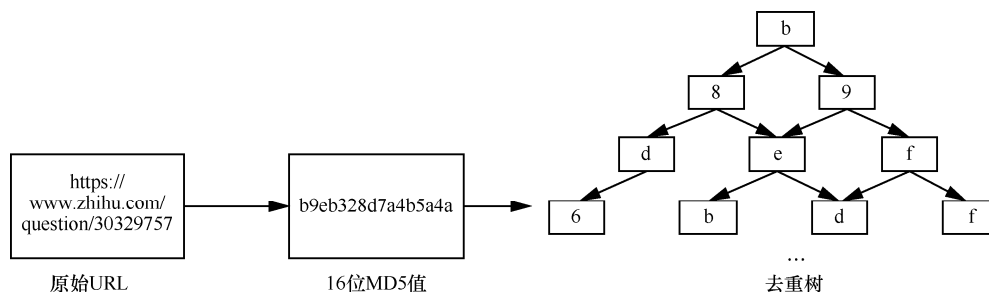 https://
www.zhihu.com/
question/30329757
原始URL
b9eb328d7a4b5a4a
16位MD5值
b
8 9
d e f
6 b d f
...
去重树